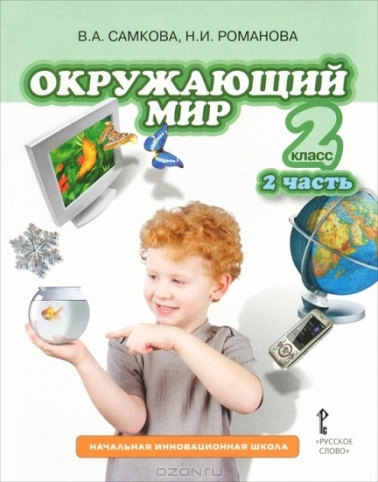 В.А. САМКОВА, Н.И. РОМАНОВА
ОКРУЖАЮЩИЙ
МИР
2
КЛАСС
2 ЧАСТЬ
НАЧАЛЬНАЯ ИННОВАЦИОННАЯ ШКОЛА
"РУССКОЕ
СЛОВО"
OZON.RU